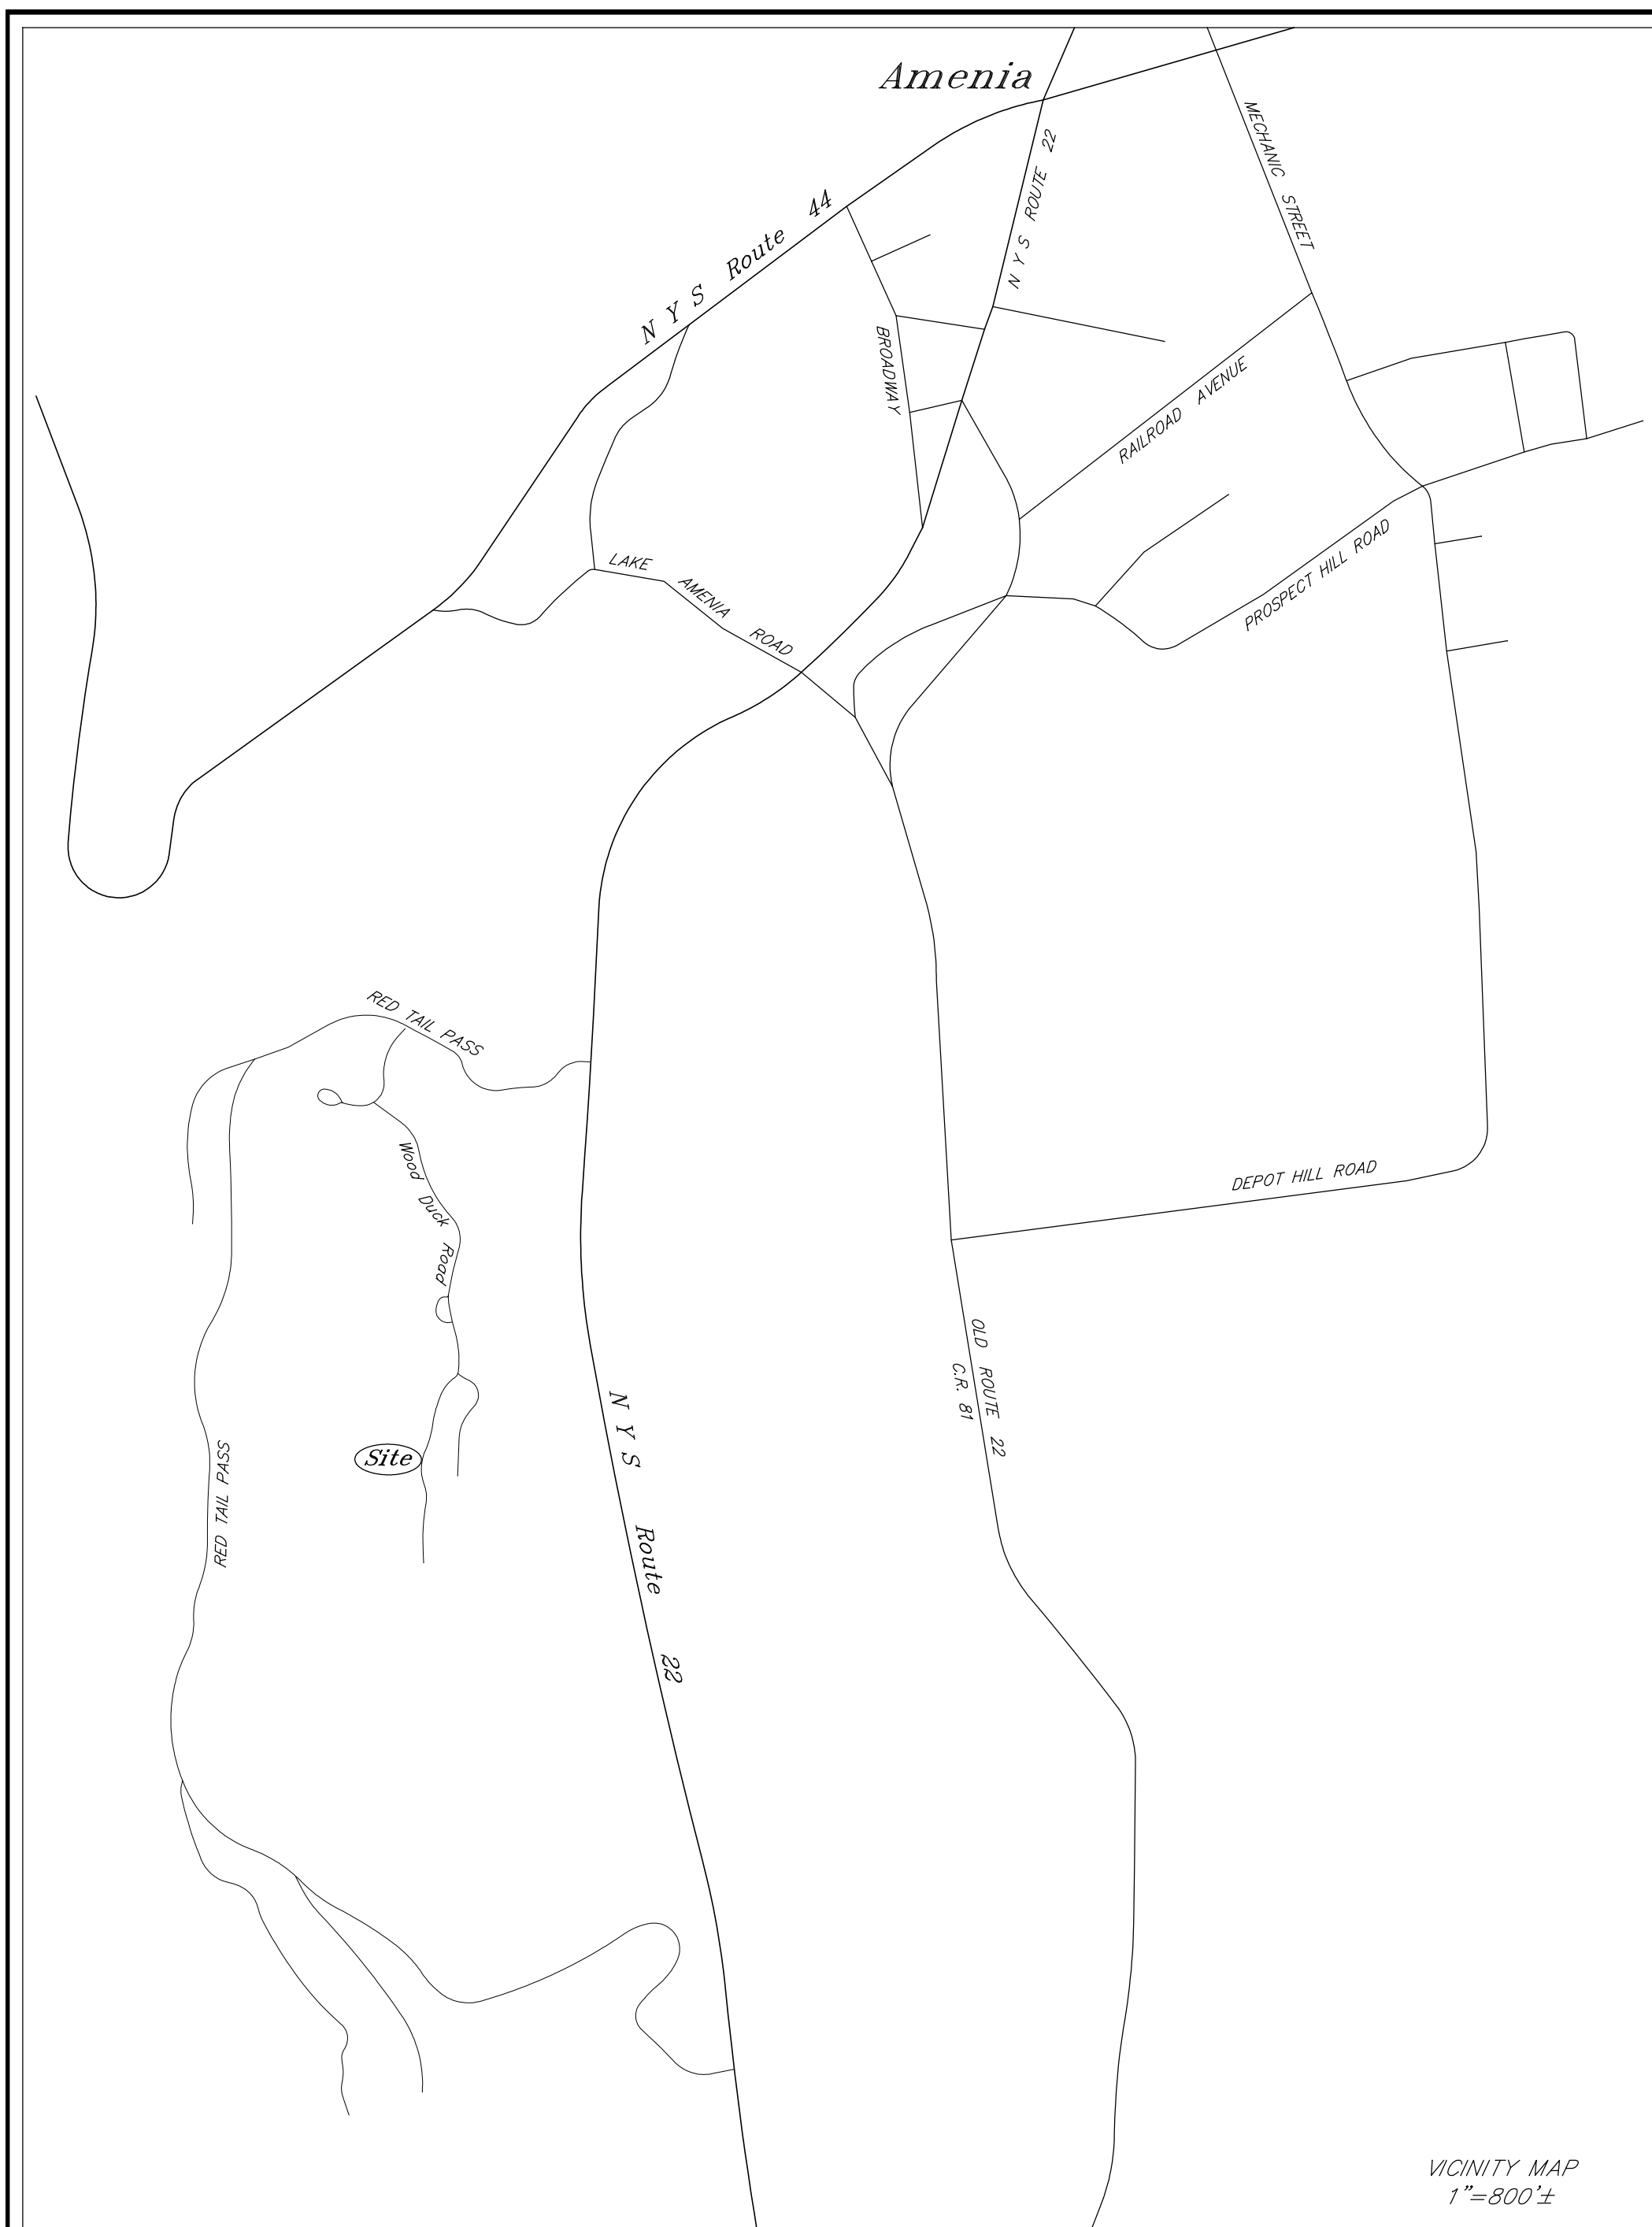 Amenia
MECHANIC STREET
N Y S ROUTE 22
N Y S Route 44
BROADWAY
RAILROAD AVENUE
PROSPECT HILL ROAD
LAKE AMENIA ROAD
RED TAIL PASS
Wood Duck Road
DEPOT HILL ROAD
OLD ROUTE 22
C.R. 81
N Y S Route 22
Site
RED TAIL PASS
VICINITY MAP
1"=800'±